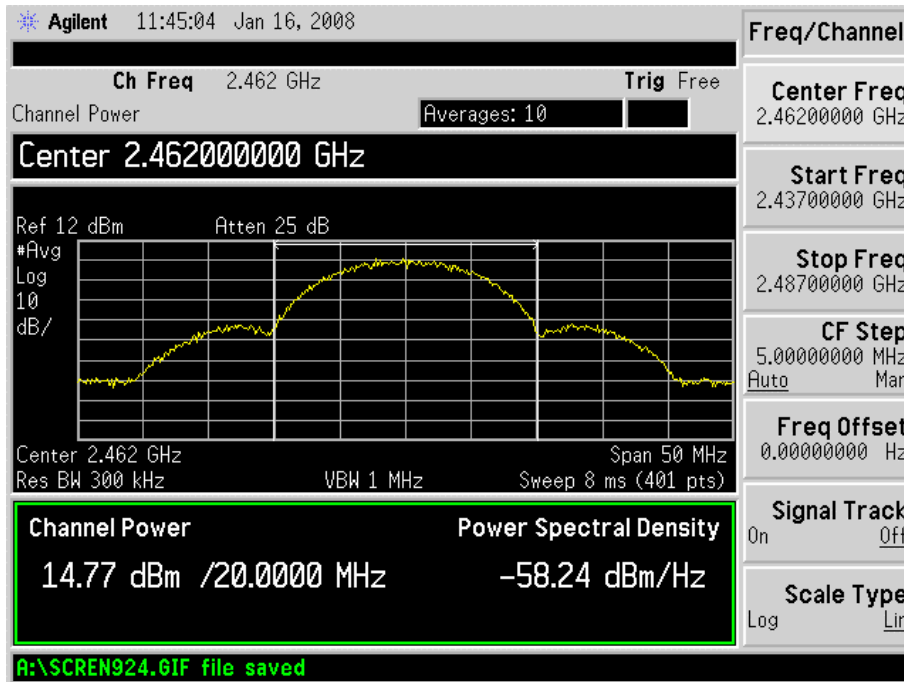 Agilent 11:45:04 Jan 16, 2008
Ch Freq 2.462 GHz Trig Free
Channel Power Averages: 10
Center 2.462000000 GHz
Ref 12 dBm Atten 25 dB
#Avg
Log
10
dB/
Center 2.462 GHz Span 50 MHz
Res BW 300 kHz VBW 1 MHz Sweep 8 ms (401 pts)
Channel Power Power Spectral Density
14.77 dBm /20.0000 MHz -58.24 dBm/Hz
A:\SCREN924.GIF file saved
Freq/Channel
Center Freq
2.46200000 GHz
Start Freq
2.43700000 GHz
Stop Freq
2.48700000 GHz
CF Step
5.00000000 MHz
Auto Man
Freq Offset
0.00000000 Hz
Signal Track
On Off
Scale Type
Log Lin